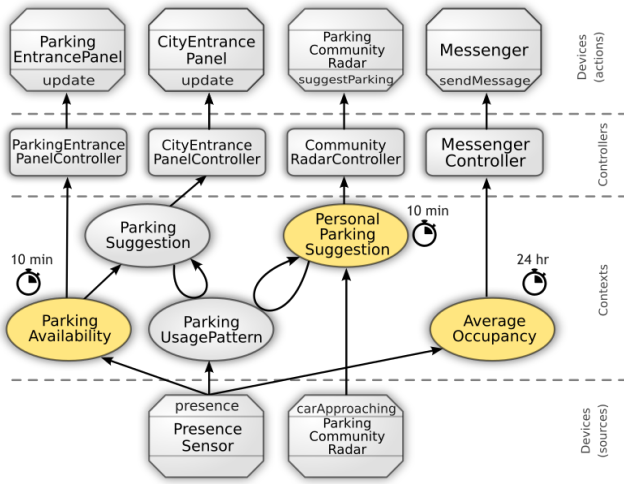 Parking
EntrancePanel
update
CityEntrance
Panel
update
Parking
Community
Radar
suggestParking
Messenger
sendMessage
Devices
(actions)
ParkingEntrance
PanelController
CityEntrance
PanelController
Community
RadarController
Messenger
Controller
Controllers
Parking
Suggestion
Personal
Parking
Suggestion
10 min
10 min
24 hr
Parking
Availability
Parking
UsagePattern
Average
Occupancy
Contexts
presence
Presence
Sensor
carApproaching
Parking
Community
Radar
Devices
(sources)